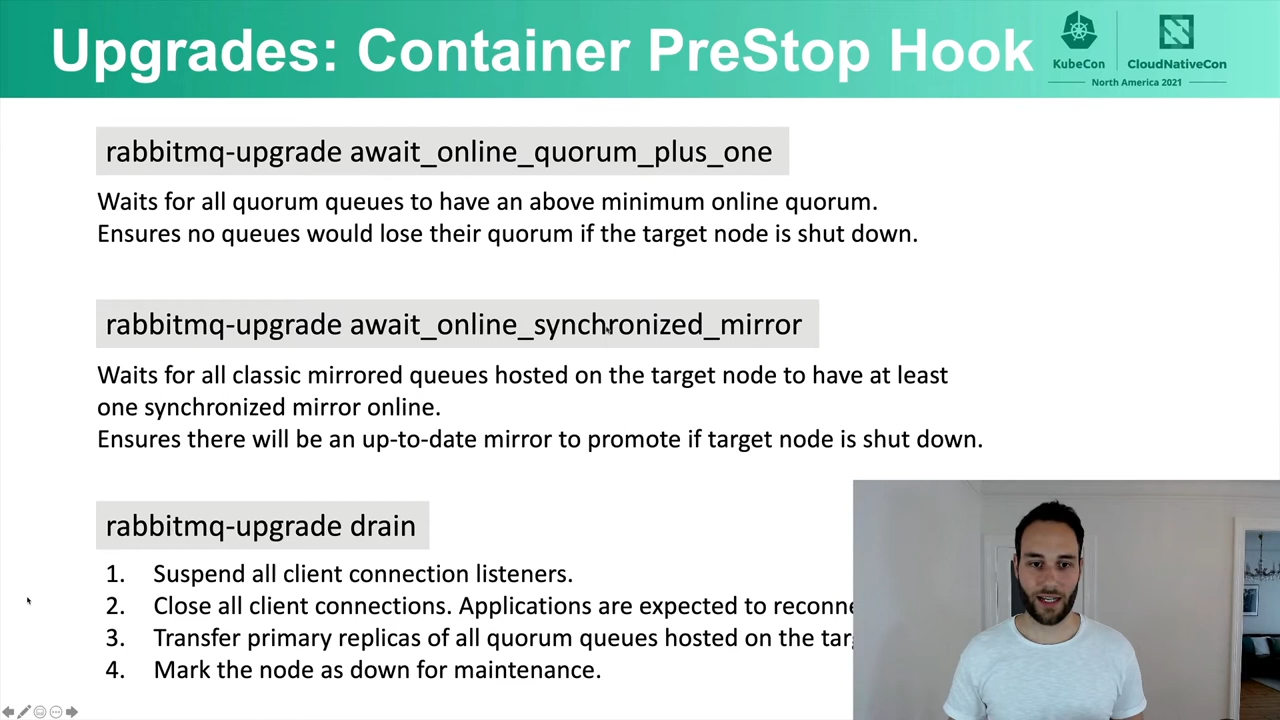 Upgrades: Container PreStop Hook
KubeCon
CloudNativeCon
North America 2021
rabbitmq-upgrade await_online_quorum_plus_one
Waits for all quorum queues to have an above minimum online quorum.
Ensures no queues would lose their quorum if the target node is shut down.
rabbitmq-upgrade await_online_synchronized_mirror
Waits for all classic mirrored queues hosted on the target node to have at least
one synchronized mirror online.
Ensures there will be an up-to-date mirror to promote if target node is shut down.
rabbitmq-upgrade drain
1. Suspend all client connection listeners.
2. Close all client connections. Applications are expected to
3. Transfer primary replicas of all quorum queues hosted on the
4. Mark the node as down for maintenance.